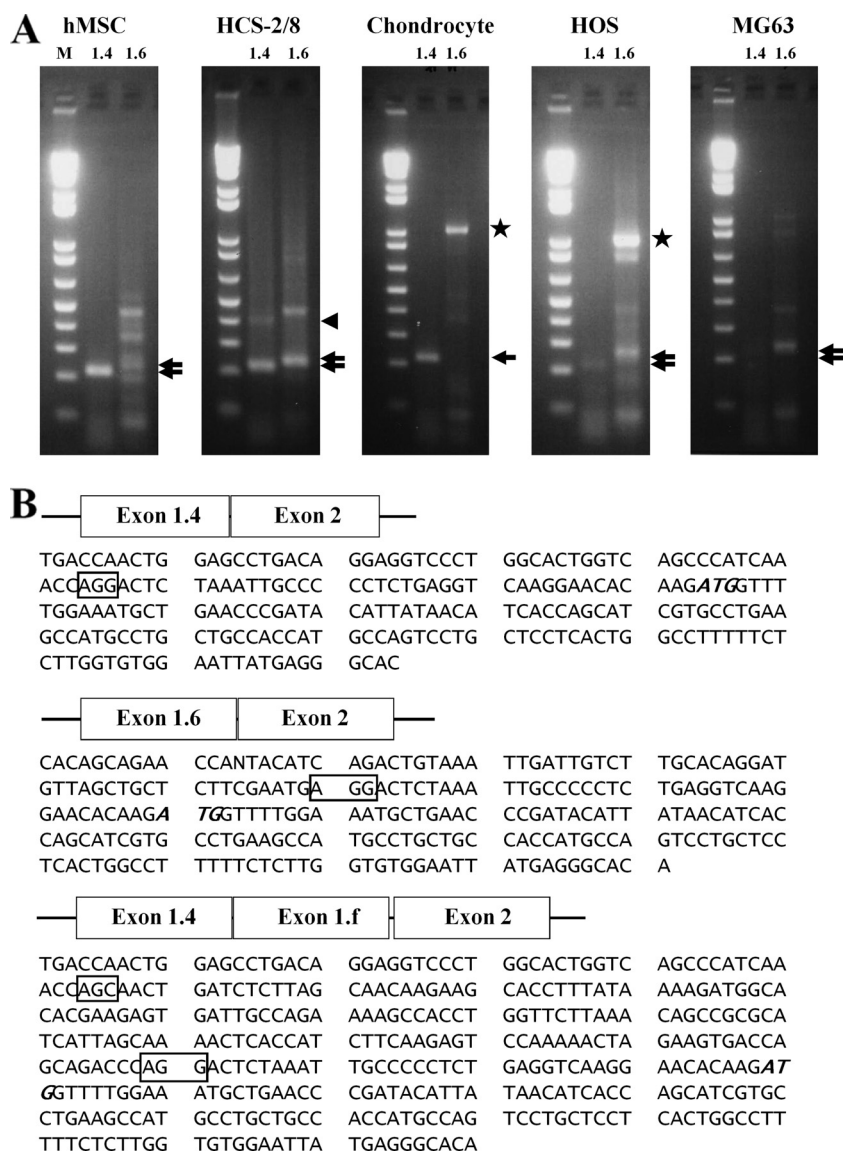 A
hMSC HCS-2/8 Chondrocyte HOS MG63
M 1.4 1.6 1.4 1.6 1.4 1.6 1.4 1.6 1.4 1.6
B
Exon 1.4 Exon 2
TGACCAACTG GAGCCTGACA GGAGGTCCCT GGCACTGGTC AGCCCATCAA
ACCAGGACTC TAAATTGCCC CCTCTGAGGT CAAGGAACAC AAGATGGTTT
TGGAAATGCT GAACCCGATA CATTATAACA TCACCAGCAT CGTGCCTGAA
GCCATGCCTG CTGCCACCAT GCCAGTCCTG CTCCTCACTG GCCTTTTTCT
CTTGGTGTGG AATTATGAGG GCAC
Exon 1.6 Exon 2
CACAGCAGAA CCANTACATC AGACTGTAAA TTGATTGTCT TGCACAGGAT
GTTAGCTGCT CTTCGAATGA GGACTCTAAA TTGCCCCCTC TGAGGTCAAG
GAACACAAGA TGGTTTTGGA AATGCTGAAC CCGATACATT ATAACATCAC
CAGCATCGTG CCTGAAGCCA TGCCTGCTGC CACCATGCCA GTCCTGCTCC
TCACTGGCCT TTTTCTCTTG GTGTGGAATT ATGAGGGCAC A
Exon 1.4 Exon 1.f Exon 2
TGACCAACTG GAGCCTGACA GGAGGTCCCT GGCACTGGTC AGCCCATCAA
ACCAGCAACT GATCTCTTAG CAACAAGAAG CACCTTTATA AAAGATGGCA
CACGAAGAGT GATTGCCAGA AAAGCCACCT GGTTCTTAAA CAGCCGCGCA
TCATTAGCAA AACTCACCAT CTTCAAGAGT CCAAAAACTA GAAGTGACCA
GCAGACCCAG GACTCTAAAT TGCCCCCTCT GAGGTCAAGG AACACAAGAT
GGTTTTGGAA ATGCTGAACC CGATACATTA TAACATCACC AGCATCGTGC
CTGAAGCCAT GCCTGCTGCC ACCATGCCAG TCCTGCTCCT CACTGGCCTT
TTTCTCTTGG TGTGGAATTA TGAGGGCACA